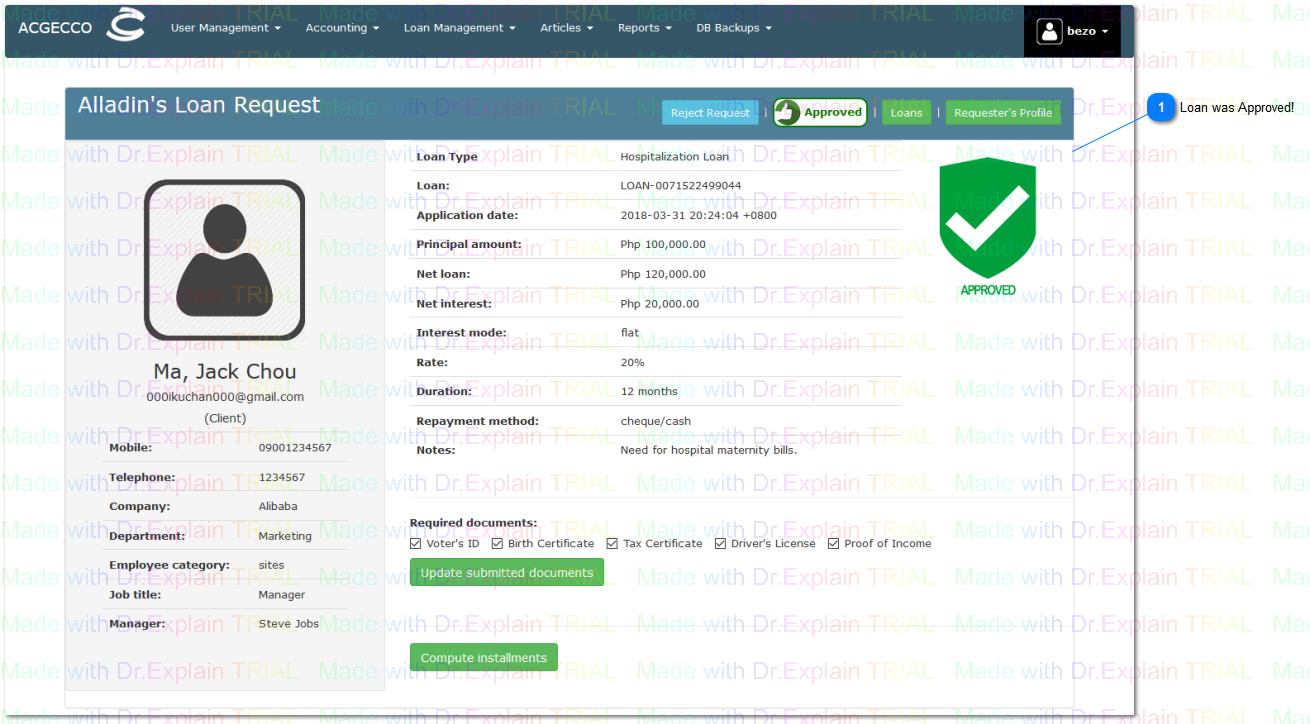 ACGECCO User Management Accounting Loan Management Articles Reports DB Backups bezo
Alladin's Loan Request
Reject Request | Approved | Loans | Requester's Profile
1 Loan was Approved!
Loan Type Hospitalization Loan
Loan: LOAN-0071522499044
Application date: 2018-03-31 20:24:04 +0800
Principal amount: Php 100,000.00
Net loan: Php 120,000.00
Net interest: Php 20,000.00
Interest mode: flat
Rate: 20%
Duration: 12 months
Repayment method: cheque/cash
Notes: Need for hospital maternity bills.
APPROVED
Ma, Jack Chou
000ikuchan000@gmail.com
(Client)
Mobile: 09001234567
Telephone: 1234567
Company: Alibaba
Department: Marketing
Employee category: sites
Job title: Manager
Manager: Steve Jobs
Required documents:
Voter's ID Birth Certificate Tax Certificate Driver's License Proof of Income
Update submitted documents
Compute installments
Made with Dr.Explain TRIAL